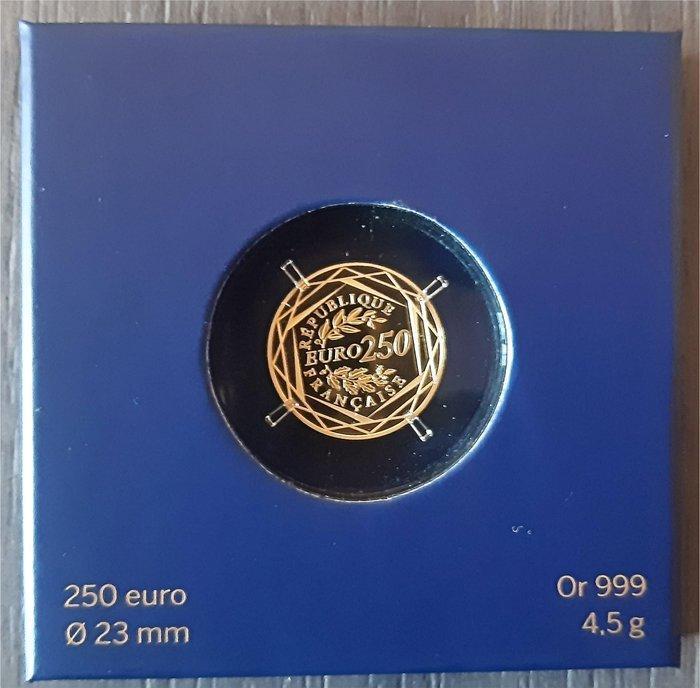 RÉPUBLIQUE
EURO 250
FRANÇAISE
250 euro
Ø 23 mm
Or 999
4,5 g